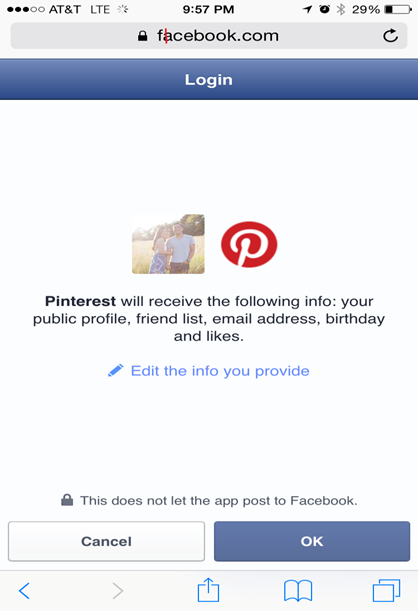 AT&T LTE 9:57 PM 29%
facebook.com
Login
Pinterest will receive the following info: your
public profile, friend list, email address, birthday
and likes.
Edit the info you provide
This does not let the app post to Facebook.
Cancel OK